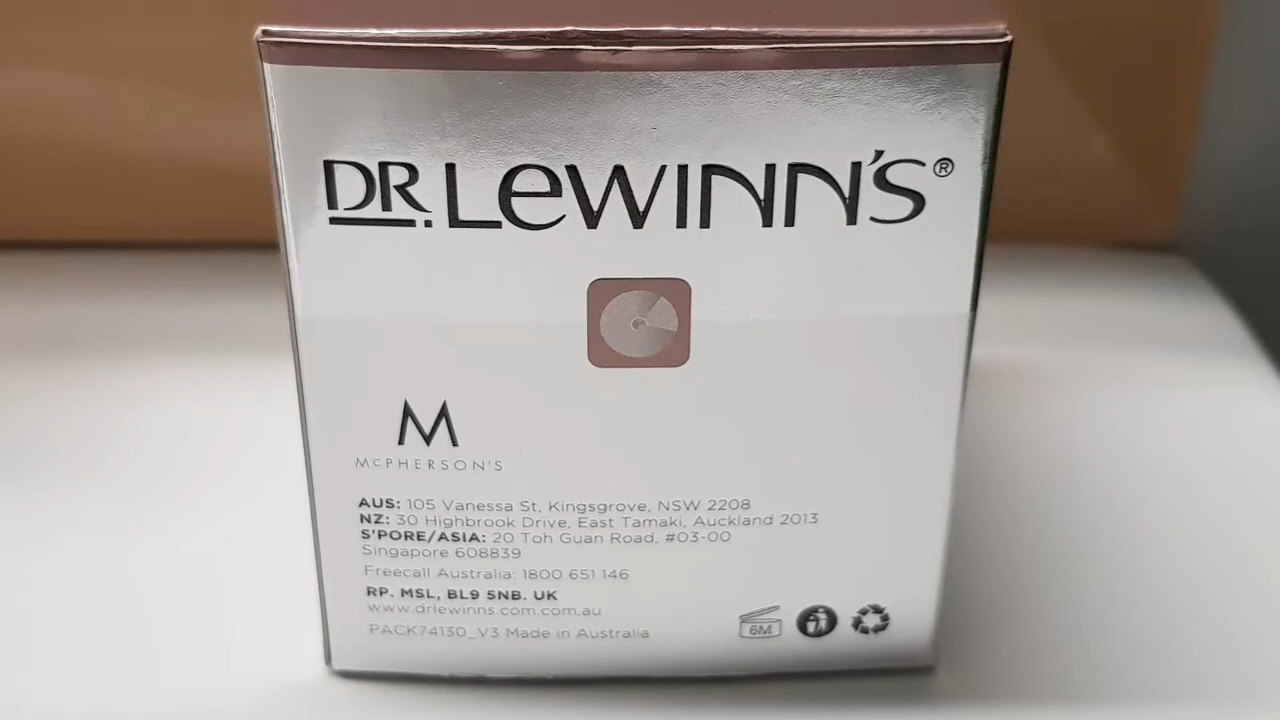 DR. LEWINN'S®
M
MCPHERSON'S
AUS: 105 Vanessa St, Kingsgrove, NSW 2208
NZ: 30 Highbrook Drive, East Tamaki, Auckland 2013
S'PORE/ASIA: 20 Toh Guan Road, #03-00
Singapore 608839
Freecall Australia: 1800 651 146
RP. MSL, BL9 5NB. UK
www.drlewinns.com.com.au
PACK74130_V3 Made in Australia
6M